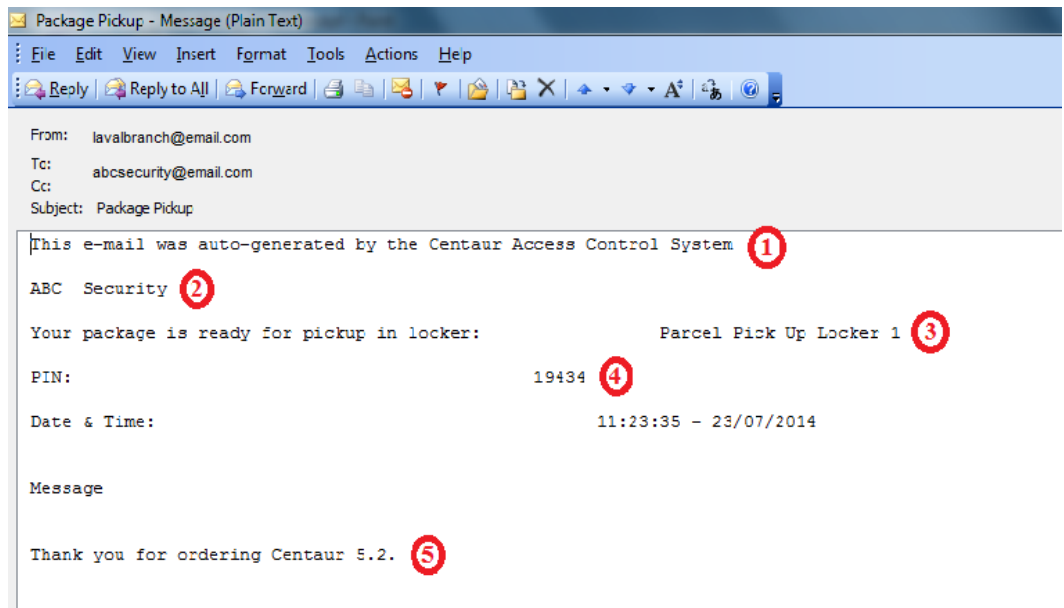 Package Pickup - Message (Plain Text)
File Edit View Insert Format Tools Actions Help
Reply Reply to All Forward
From: lavalbranch@email.com
To: abcsecurity@email.com
Cc:
Subject: Package Pickup
This e-mail was auto-generated by the Centaur Access Control System 1
ABC Security 2
Your package is ready for pickup in locker: Parcel Pick Up Locker 1 3
PIN: 19434 4
Date & Time: 11:23:35 - 23/07/2014
Message
Thank you for ordering Centaur 5.2. 5